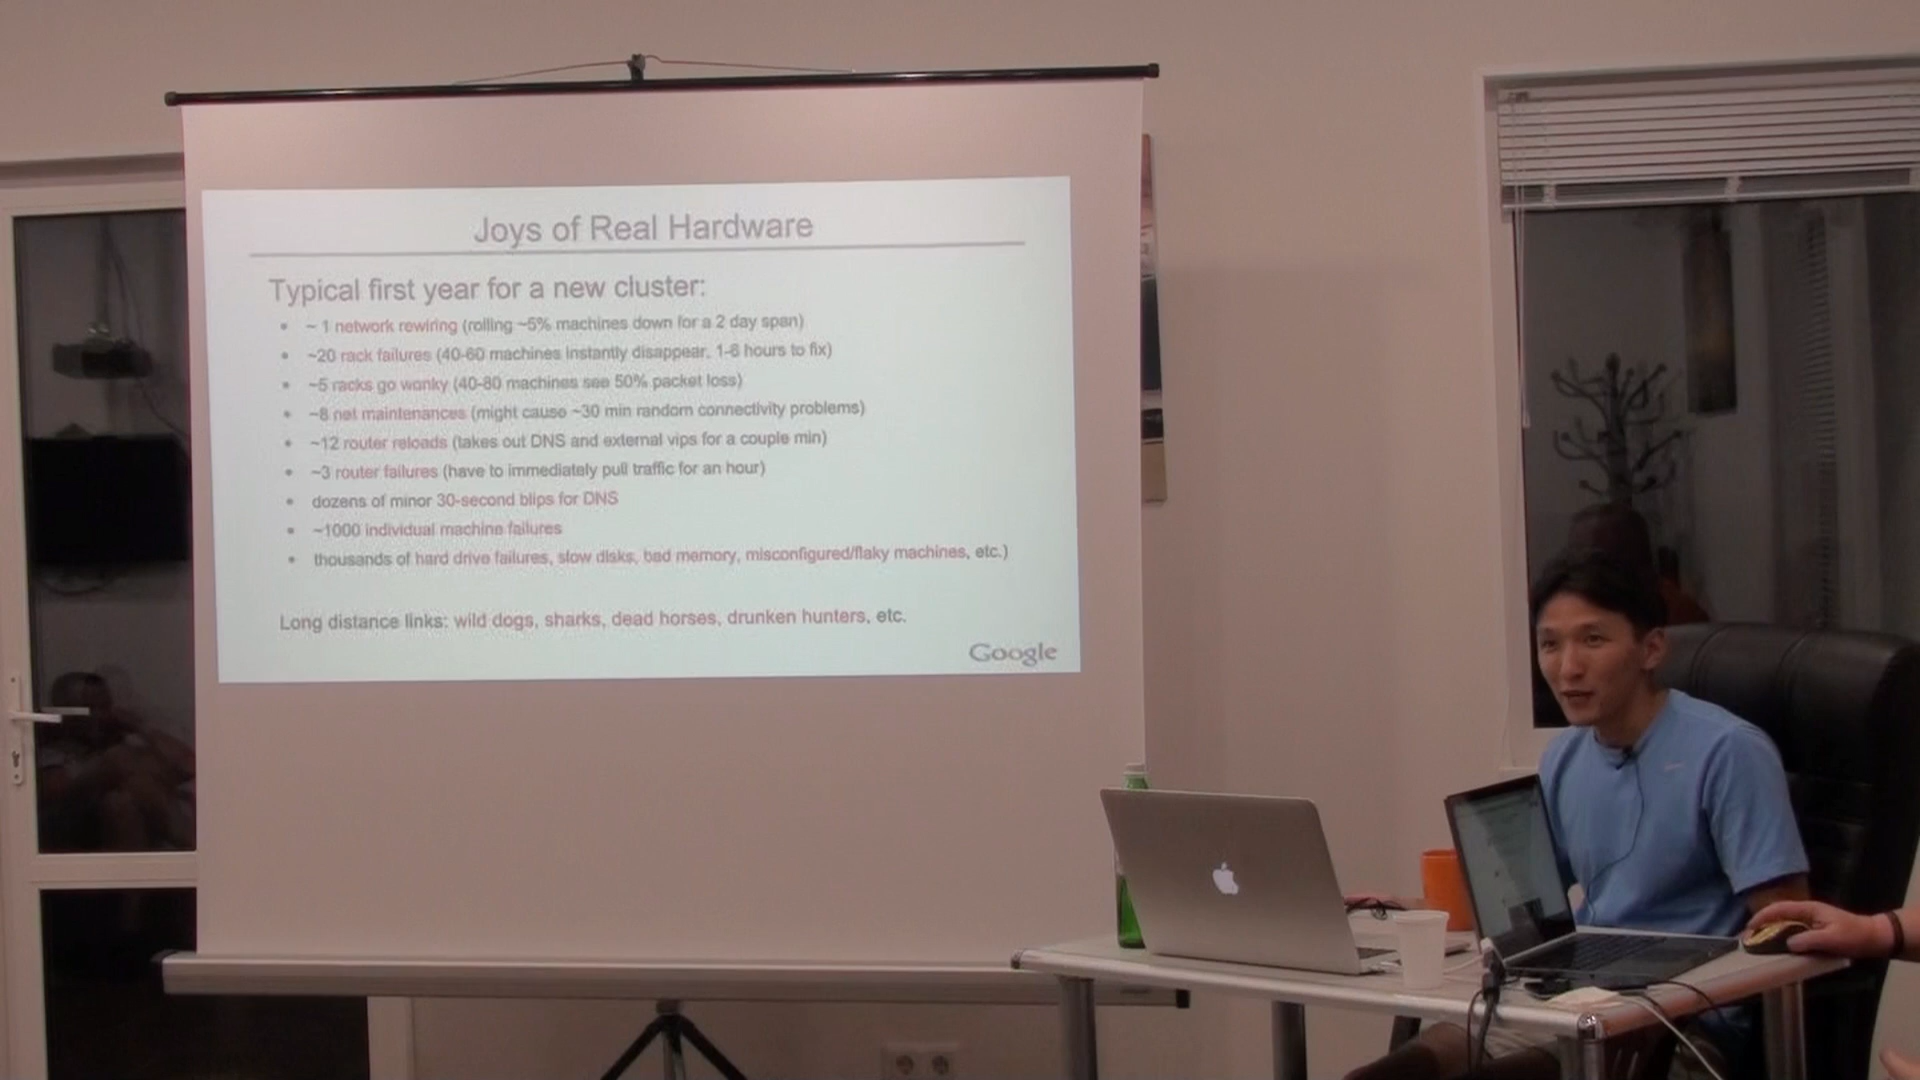 Joys of Real Hardware
Typical first year for a new cluster:
• ~ 1 network rewiring (rolling ~5% machines down for a 2 day span)
• ~20 rack failures (40-60 machines instantly disappear, 1-6 hours to fix)
• ~5 racks go wonky (40-80 machines see 50% packet loss)
• ~8 net maintenances (might cause ~30 min random connectivity problems)
• ~12 router reloads (takes out DNS and external vips for a couple min)
• ~3 router failures (have to immediately pull traffic for an hour)
• dozens of minor 30-second blips for DNS
• ~1000 individual machine failures
• thousands of hard drive failures, slow disks, bad memory, misconfigured/flaky machines, etc.)
Long distance links: wild dogs, sharks, dead horses, drunken hunters, etc.
Google